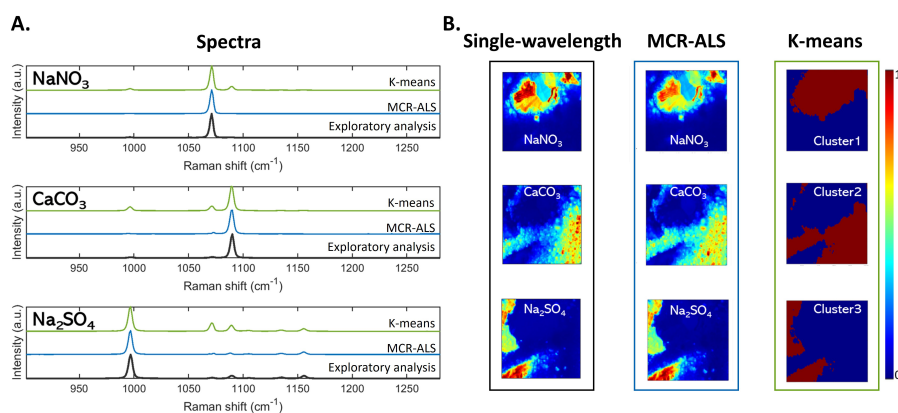 A.
Spectra
NaNO₃
K-means
MCR-ALS
Exploratory analysis
Intensity (a.u.)
950 1000 1050 1100 1150 1200 1250
Raman shift (cm⁻¹)
CaCO₃
K-means
MCR-ALS
Exploratory analysis
Intensity (a.u.)
950 1000 1050 1100 1150 1200 1250
Raman shift (cm⁻¹)
Na₂SO₄
K-means
MCR-ALS
Exploratory analysis
Intensity (a.u.)
950 1000 1050 1100 1150 1200 1250
Raman shift (cm⁻¹)
B.
Single-wavelength MCR-ALS K-means
NaNO₃ NaNO₃ Cluster1
CaCO₃ CaCO₃ Cluster2
Na₂SO₄ Na₂SO₄ Cluster3
1
0